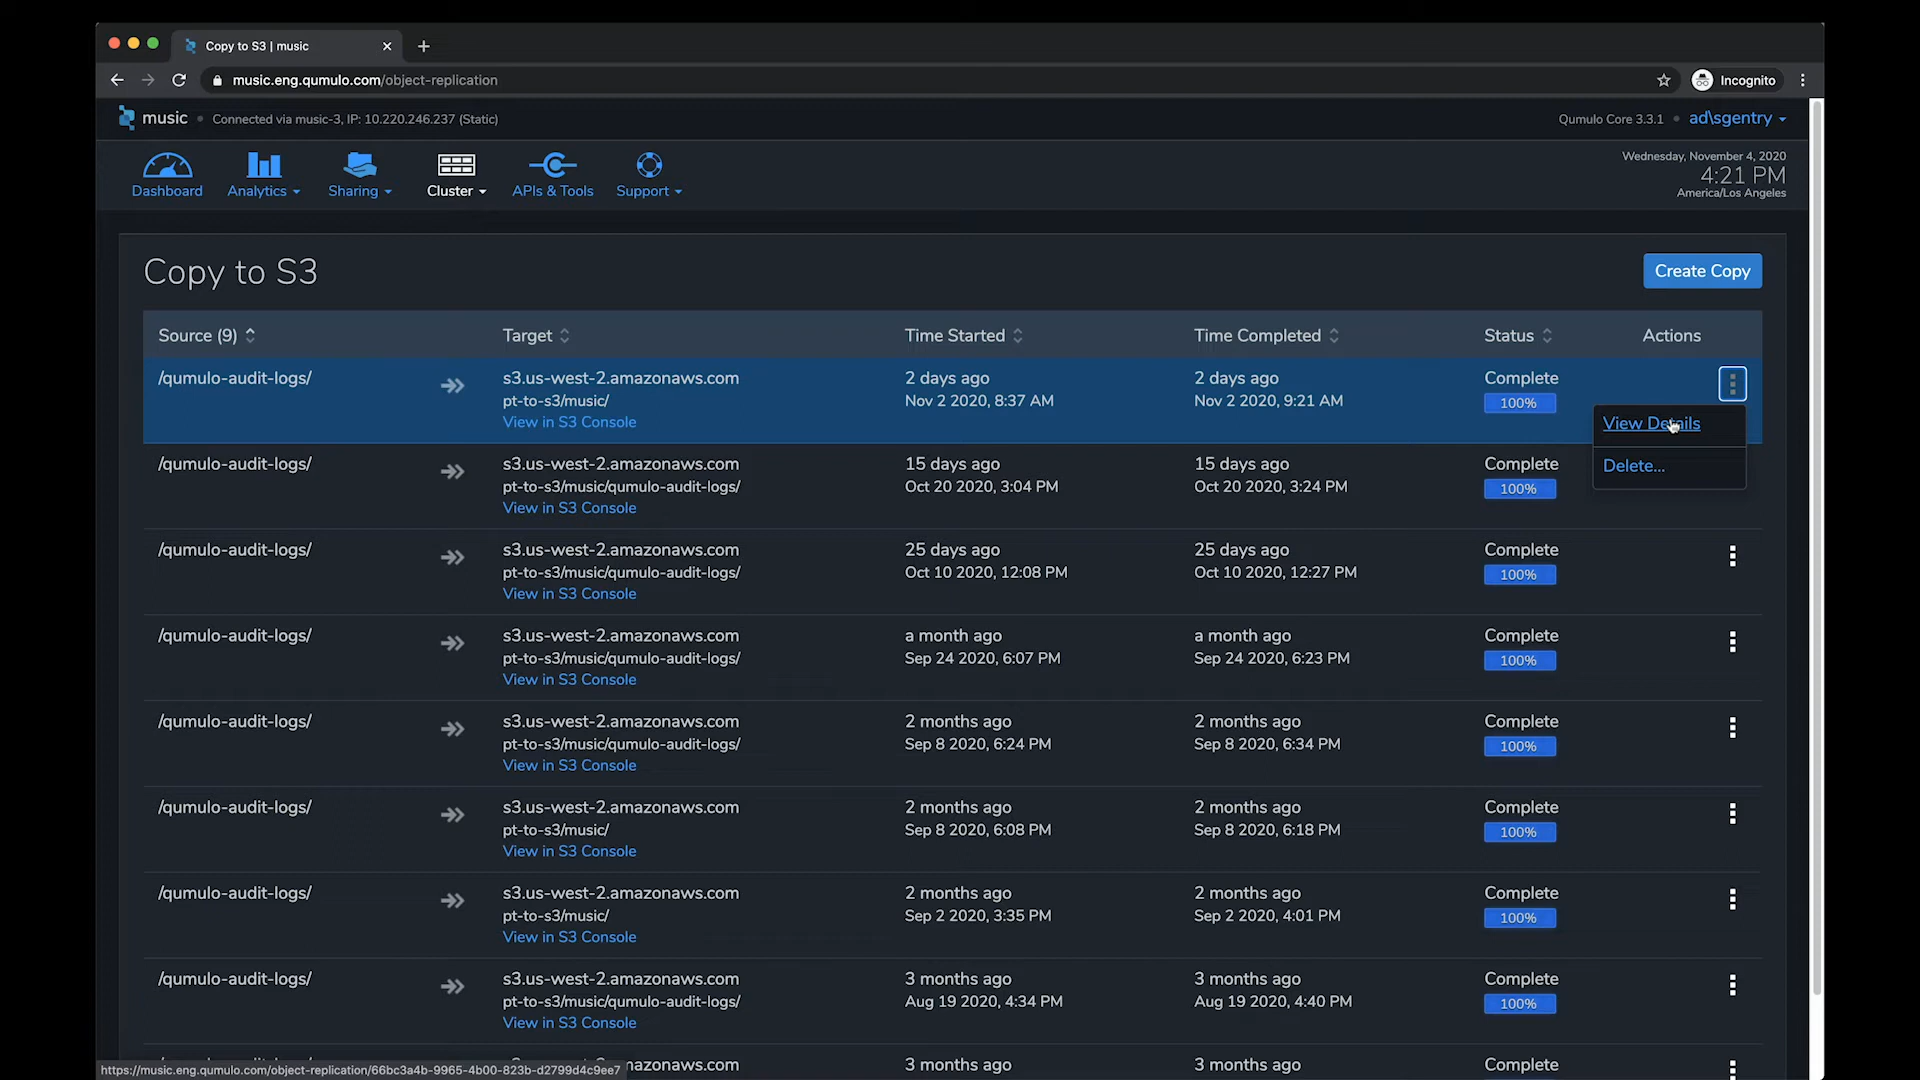 Copy to S3 | music
music.eng.qumulo.com/object-replication
Incognito
music • Connected via music-3, IP: 10.220.246.237 (Static)
Qumulo Core 3.3.1 • ad\sgentry
Dashboard Analytics Sharing Cluster APIs & Tools Support
Wednesday, November 4, 2020
4:21 PM
America/Los Angeles
Copy to S3
Create Copy
Source (9) Target Time Started Time Completed Status Actions
/qumulo-audit-logs/ s3.us-west-2.amazonaws.com 2 days ago 2 days ago Complete
pt-to-s3/music/ Nov 2 2020, 8:37 AM Nov 2 2020, 9:21 AM 100%
View in S3 Console
View Details
Delete...
/qumulo-audit-logs/ s3.us-west-2.amazonaws.com 15 days ago 15 days ago Complete
pt-to-s3/music/qumulo-audit-logs/ Oct 20 2020, 3:04 PM Oct 20 2020, 3:24 PM 100%
View in S3 Console
/qumulo-audit-logs/ s3.us-west-2.amazonaws.com 25 days ago 25 days ago Complete
pt-to-s3/music/qumulo-audit-logs/ Oct 10 2020, 12:08 PM Oct 10 2020, 12:27 PM 100%
View in S3 Console
/qumulo-audit-logs/ s3.us-west-2.amazonaws.com a month ago a month ago Complete
pt-to-s3/music/qumulo-audit-logs/ Sep 24 2020, 6:07 PM Sep 24 2020, 6:23 PM 100%
View in S3 Console
/qumulo-audit-logs/ s3.us-west-2.amazonaws.com 2 months ago 2 months ago Complete
pt-to-s3/music/qumulo-audit-logs/ Sep 8 2020, 6:24 PM Sep 8 2020, 6:34 PM 100%
View in S3 Console
/qumulo-audit-logs/ s3.us-west-2.amazonaws.com 2 months ago 2 months ago Complete
pt-to-s3/music/ Sep 8 2020, 6:08 PM Sep 8 2020, 6:18 PM 100%
View in S3 Console
/qumulo-audit-logs/ s3.us-west-2.amazonaws.com 2 months ago 2 months ago Complete
pt-to-s3/music/ Sep 2 2020, 3:35 PM Sep 2 2020, 4:01 PM 100%
View in S3 Console
/qumulo-audit-logs/ s3.us-west-2.amazonaws.com 3 months ago 3 months ago Complete
pt-to-s3/music/qumulo-audit-logs/ Aug 19 2020, 4:34 PM Aug 19 2020, 4:40 PM 100%
View in S3 Console
nazonaws.com 3 months ago 3 months ago Complete
https://music.eng.qumulo.com/object-replication/66bc3a4b-9965-4b00-823b-d2799d4c9ee7